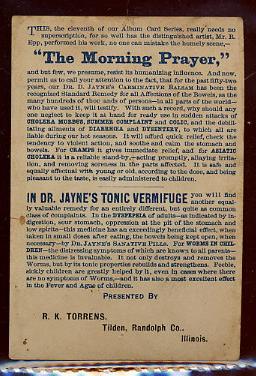 THIS, the eleventh of our Album Card Series, really needs no
superscription, for so well has the distinguished artist, Mr. R.
Epp, performed his work, no one can mistake the homely scene,—
"The Morning Prayer,"
and but few, we presume, resist its humanizing influence. And now,
permit us to call your attention to the fact, that for the past fifty-two
years, our DR. D. JAYNE'S CARMINATIVE BALSAM has been the
recognized Standard Remedy for all Affections of the Bowels, as the
many hundreds of thousands of persons—in all parts of the world—
who have used it, will testify. With such a record, why should any
one neglect to keep it at hand for ready use in sudden attacks of
CHOLERA MORBUS, SUMMER COMPLAINT and COLIC, and the debili-
ating ailments of DIARRHŒA and DYSENTERY, to which all are
liable during our hot season. It will afford quick relief, check the
tendency to violent action, and soothe and calm the stomach and
bowels. For CRAMPS it gives immediate relief, and for ASIATIC
CHOLERA it is a reliable stand-by,—acting promptly, allaying irrita-
tion, and removing soreness in the parts affected. It is safe and
equally effectual with young or old, according to the dose, and being
pleasant to the taste, is easily administered to children.
IN DR. JAYNE'S TONIC VERMIFUGE you will find
another equal-
ly valuable remedy for an entirely different, but quite as common
class of complaints. In the DYSPEPSIA of adults—as indicated by in-
digestion, sour stomach, oppression at the pit of the stomach and
low spirits—this medicine has an exceedingly beneficial effect, when
taken in small doses after eating, the bowels being kept open, when
necessary—by DR. JAYNE'S SANATIVE PILLS. For WORMS IN CHIL-
DREN—the distressing symptoms of which are known to all parents—
this medicine is invaluable. It not only destroys and removes the
Worms, but by its tonic properties rebuilds and strengthens. Feeble,
sickly children are greatly helped by it, even in cases where there
are no symptoms of Worms,—and it has also a most excellent effect
in the Fever and Ague of children.
PRESENTED BY
R. K. TORRENS,
Tilden, Randolph Co.,
Illinois.